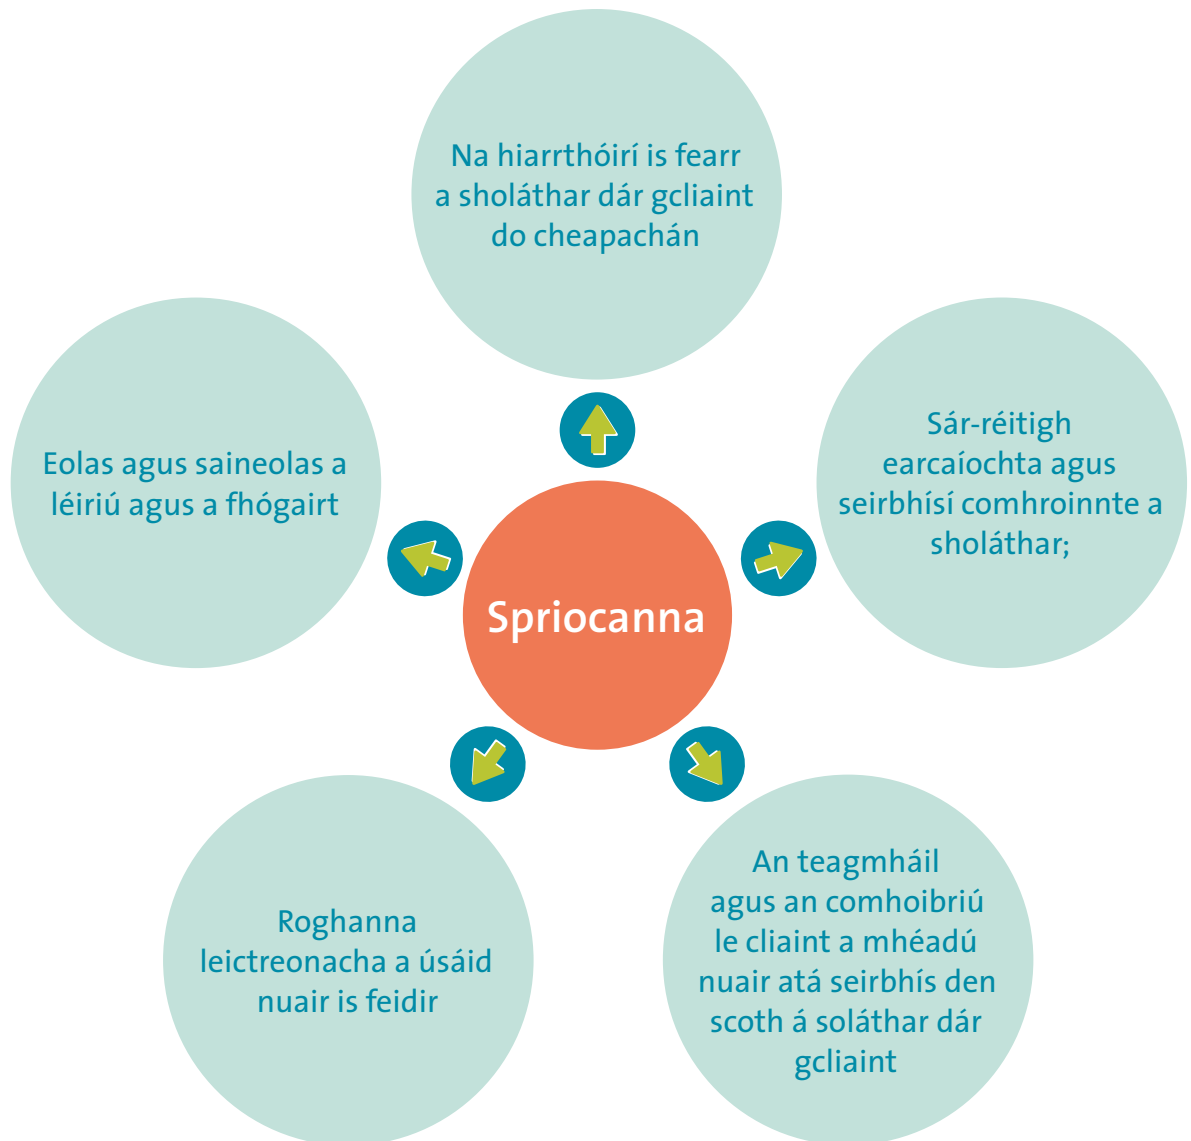 Na hiarrthóirí is fearr
a sholáthar dár gcliaint
do cheapachán
Eolas agus saineolas a
léiriú agus a fhógairt
Sár-réitigh
earcaíochta agus
seirbhísí comhroinnte a
sholáthar;
Spriocanna
Roghanna
leictreonacha a úsáid
nuair is feidir
An teagmháil
agus an comhoibriú
le cliaint a mhéadú
nuair atá seirbhís den
scoth á soláthar dár
gcliaint